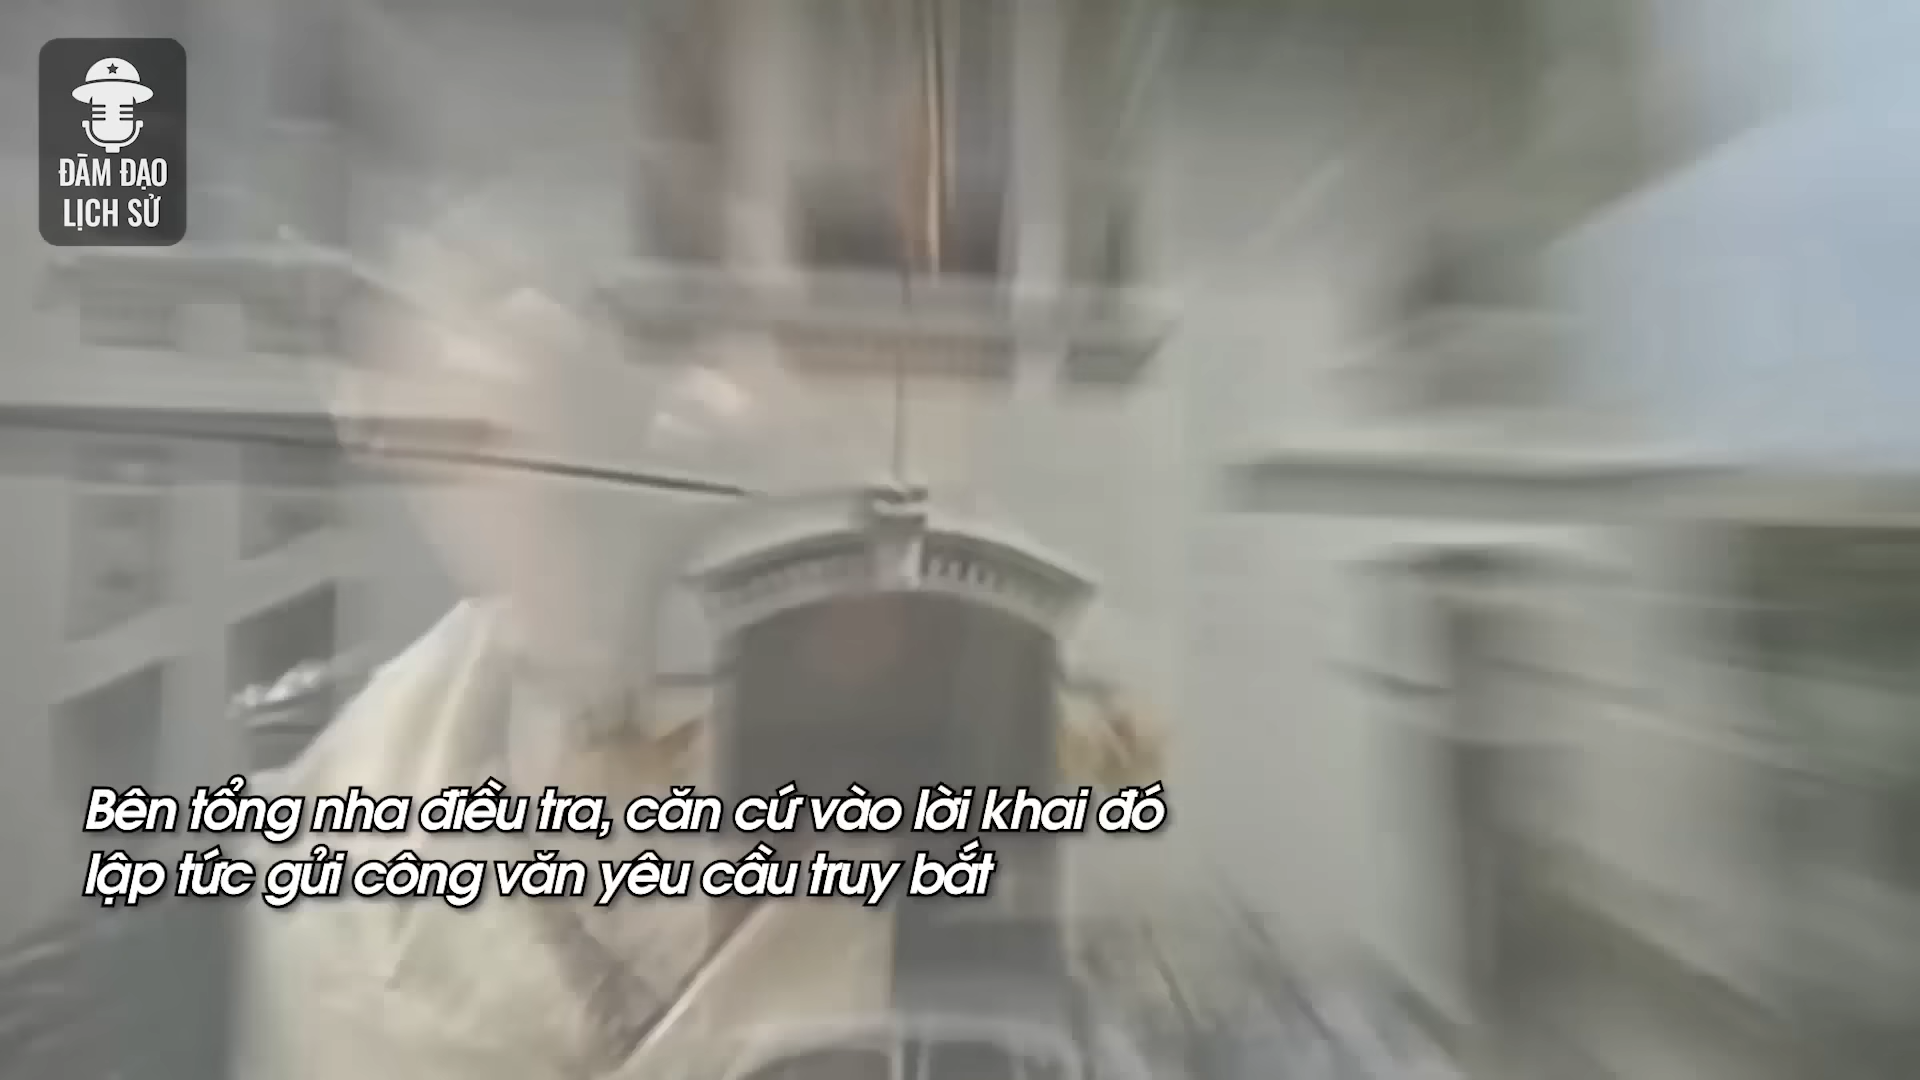 ĐÀM ĐẠO
LỊCH SỬ
Bên tổng nha điều tra, căn cứ vào lời khai đó
lập tức gửi công văn yêu cầu truy bắt